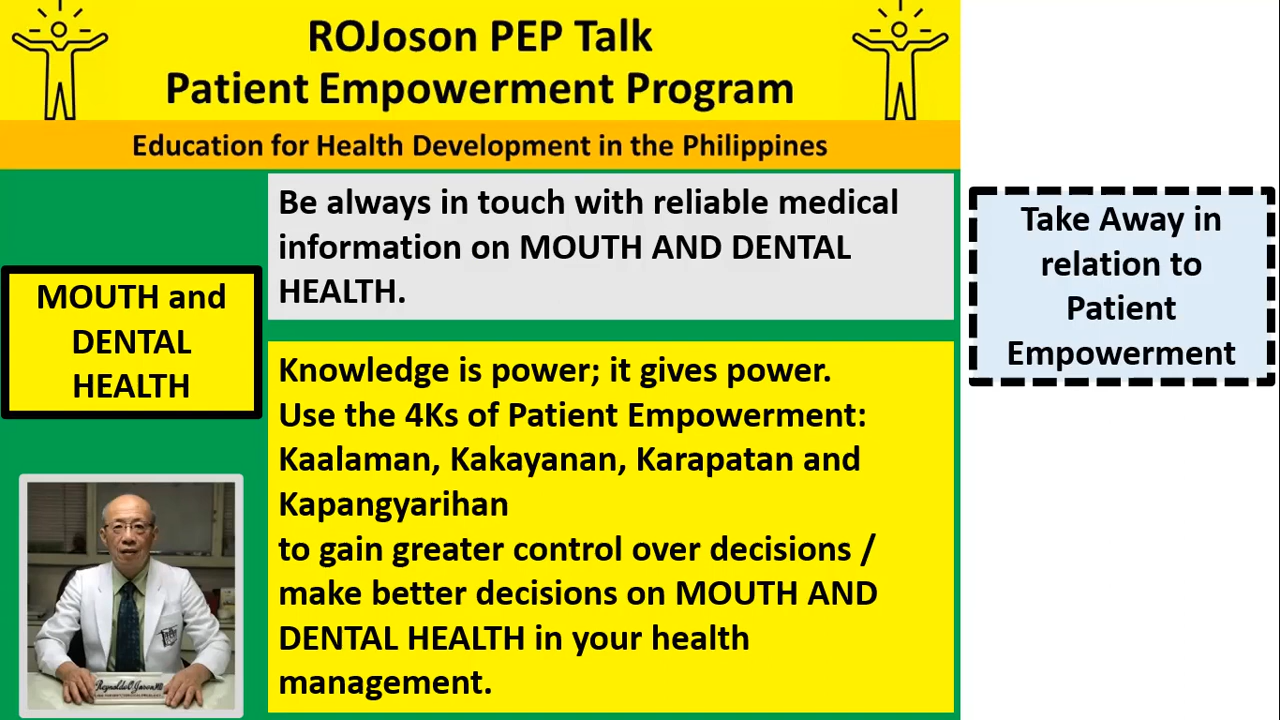 ROJoson PEP Talk
Patient Empowerment Program
Education for Health Development in the Philippines
Be always in touch with reliable medical
information on MOUTH AND DENTAL
HEALTH.
MOUTH and
DENTAL
HEALTH
Knowledge is power; it gives power.
Use the 4Ks of Patient Empowerment:
Kaalaman, Kakayanan, Karapatan and
Kapangyarihan
to gain greater control over decisions /
make better decisions on MOUTH AND
DENTAL HEALTH in your health
management.
Take Away in
relation to
Patient
Empowerment
Reynaldo O. Joson, MD